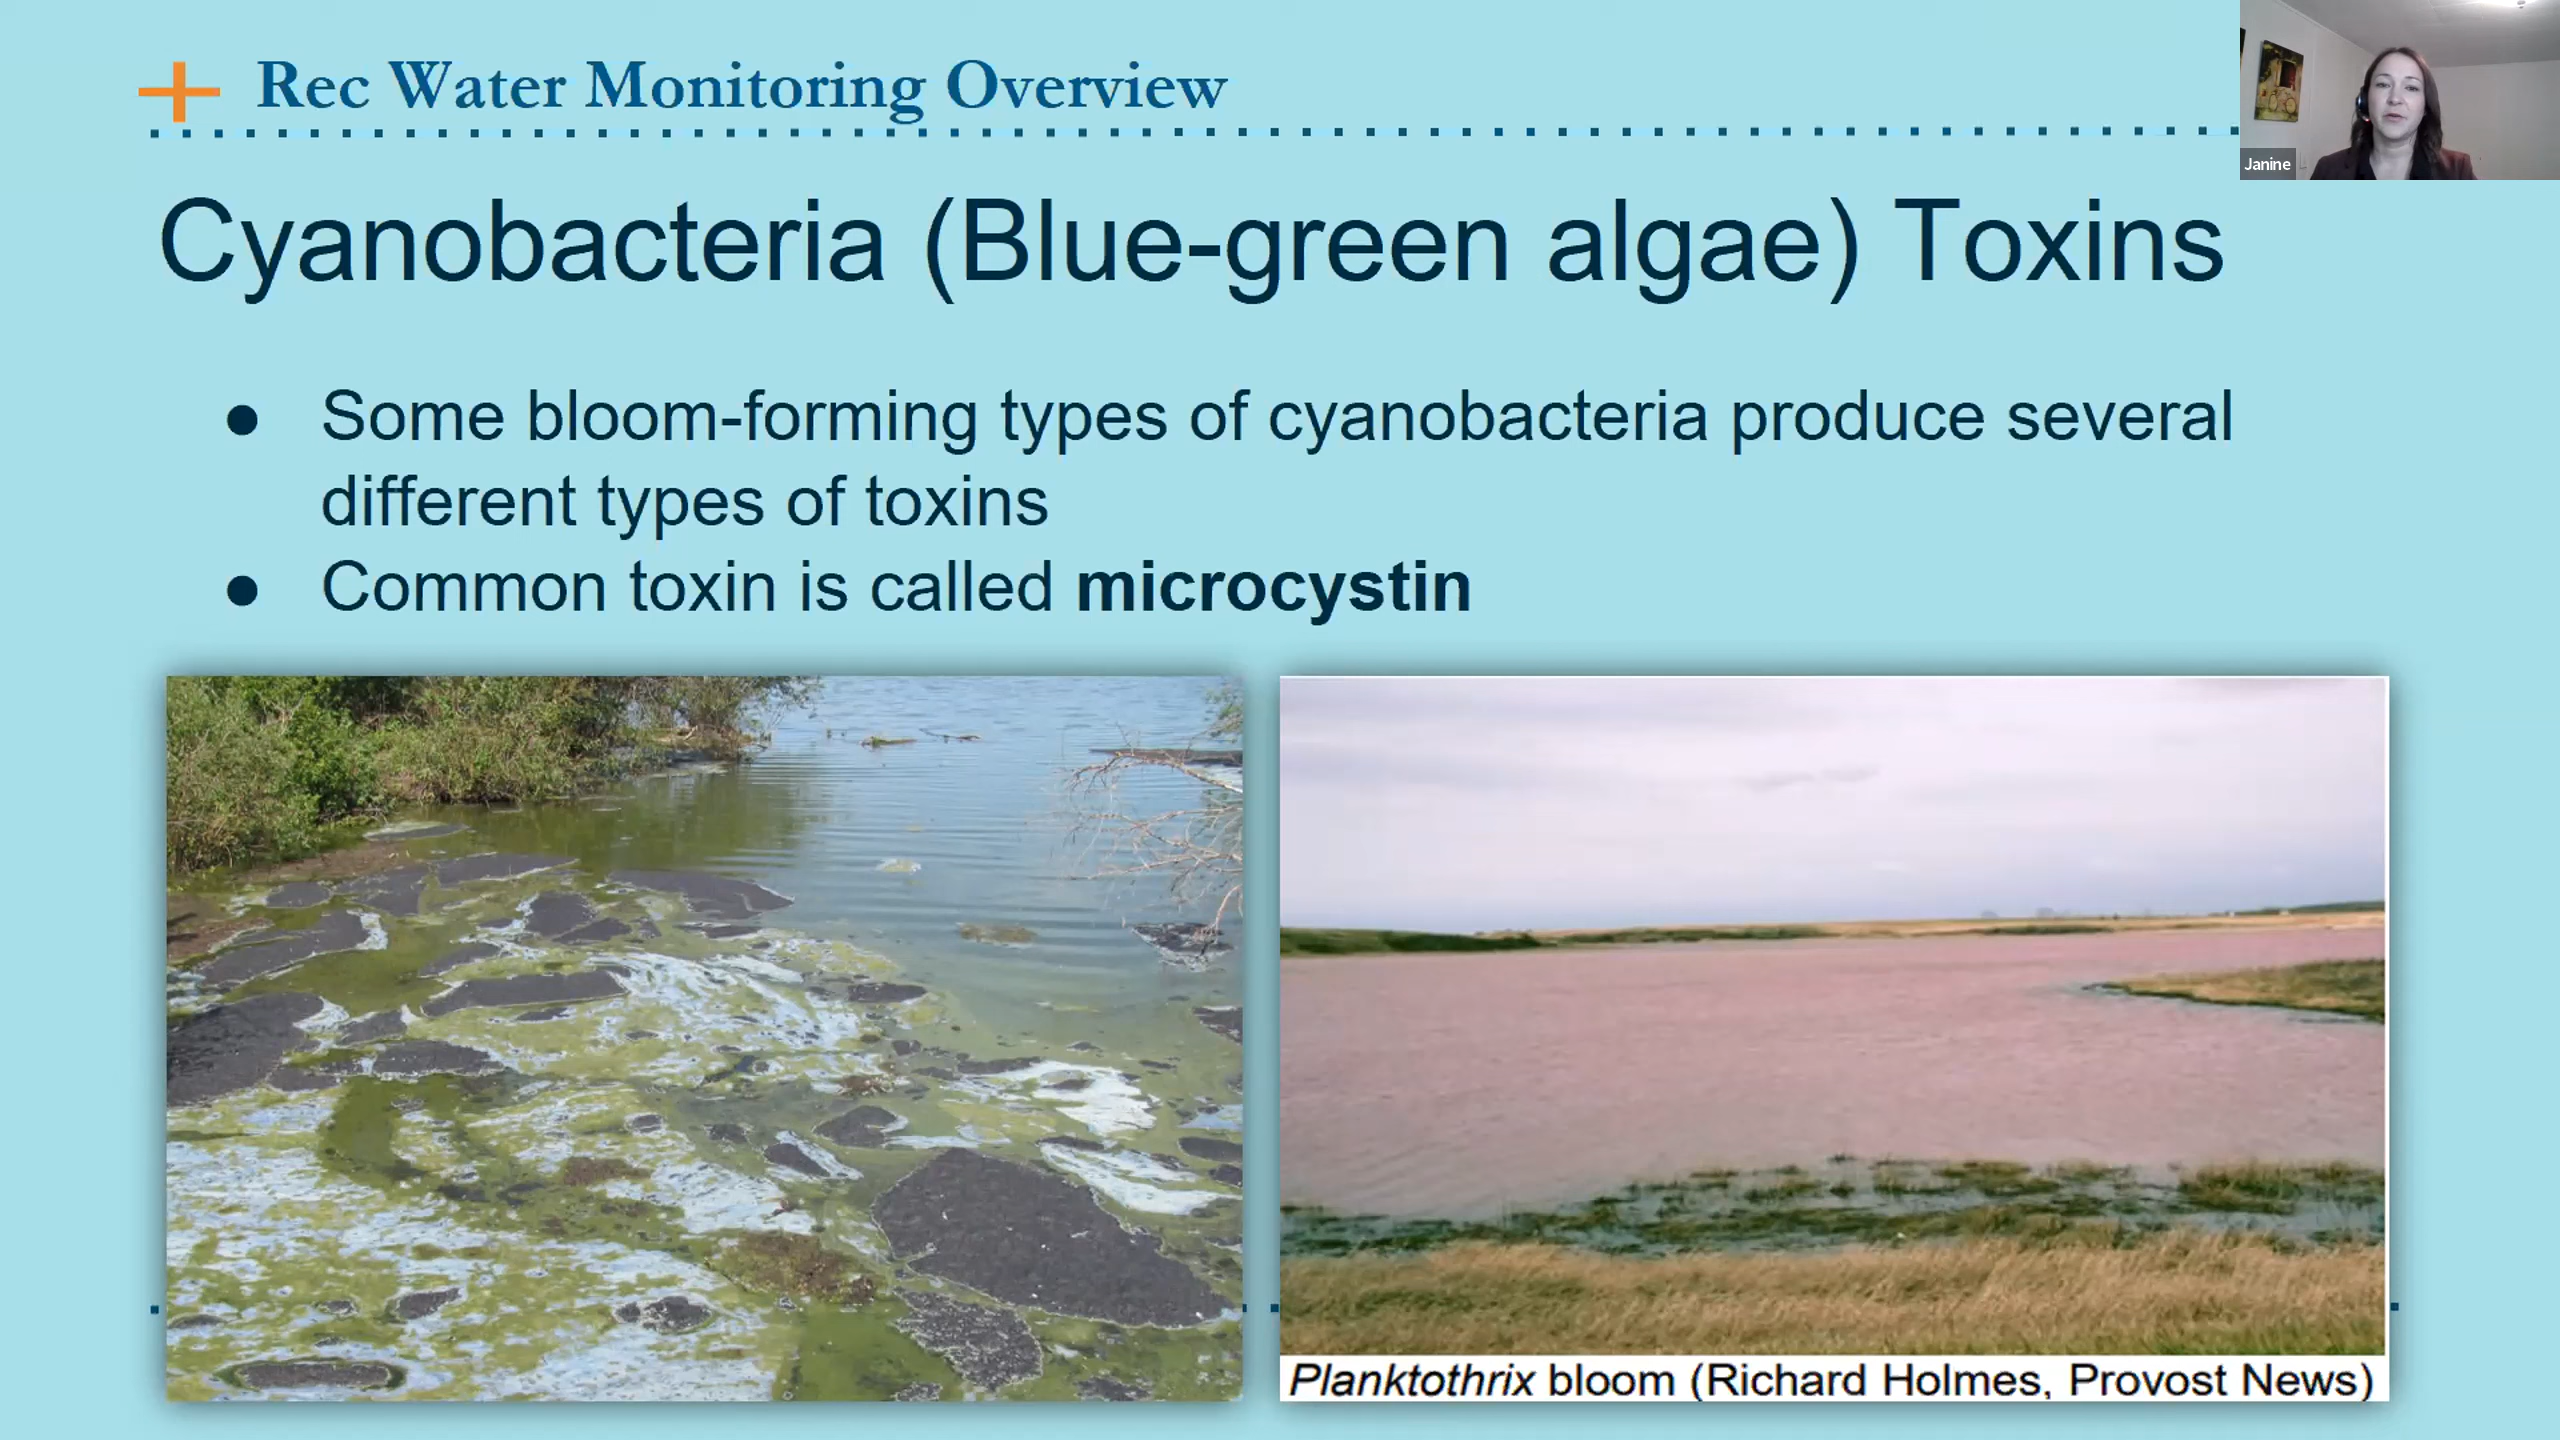 Rec Water Monitoring Overview
Janine
Cyanobacteria (Blue-green algae) Toxins
● Some bloom-forming types of cyanobacteria produce several
different types of toxins
● Common toxin is called microcystin
Planktothrix bloom (Richard Holmes, Provost News)